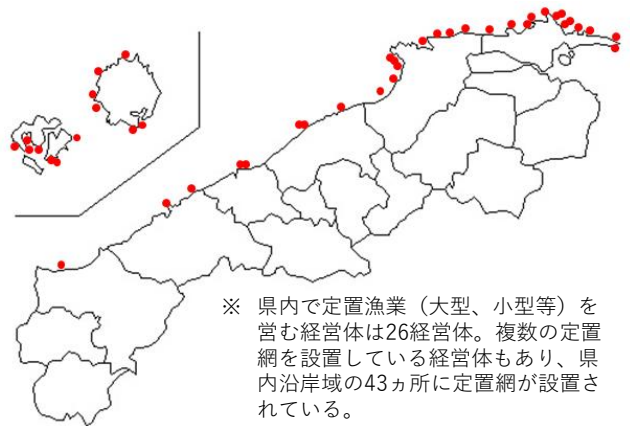 ※ 県内で定置漁業（大型、小型等）を
営む経営体は26経営体。複数の定置
網を設置している経営体もあり、県
内沿岸域の43ヵ所に定置網が設置さ
れている。